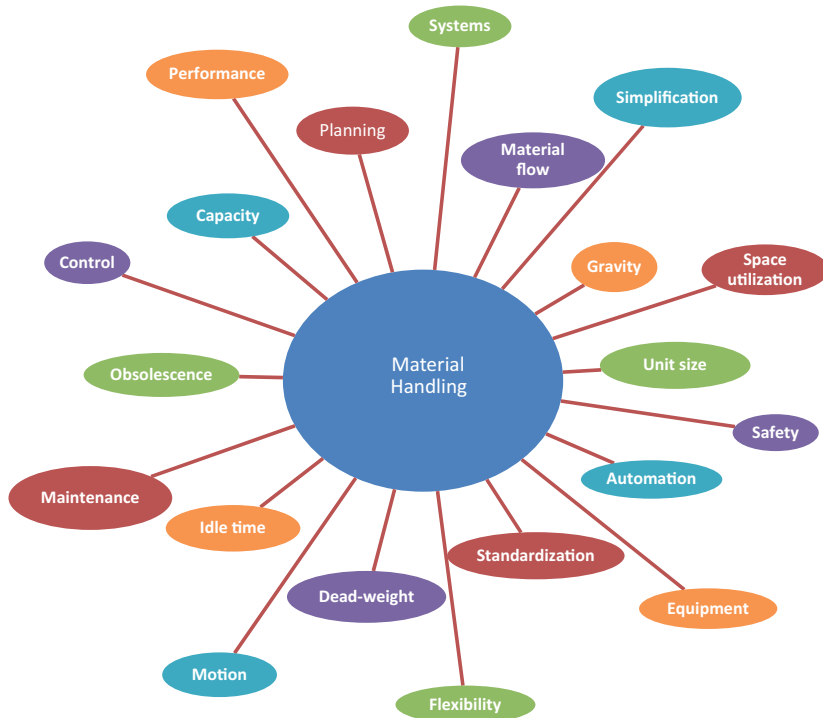 Systems
Performance
Simplification
Planning
Material
flow
Capacity
Control
Gravity
Space
utilization
Material
Handling
Obsolescence
Unit size
Safety
Automation
Maintenance
Idle time
Standardization
Dead-weight
Equipment
Motion
Flexibility